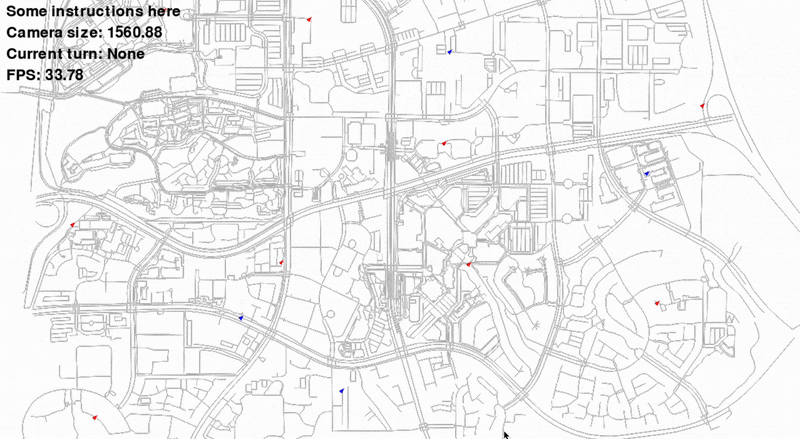 Some instructions here
Camera size: 1560.88
Current turn: None
FPS: 33.78